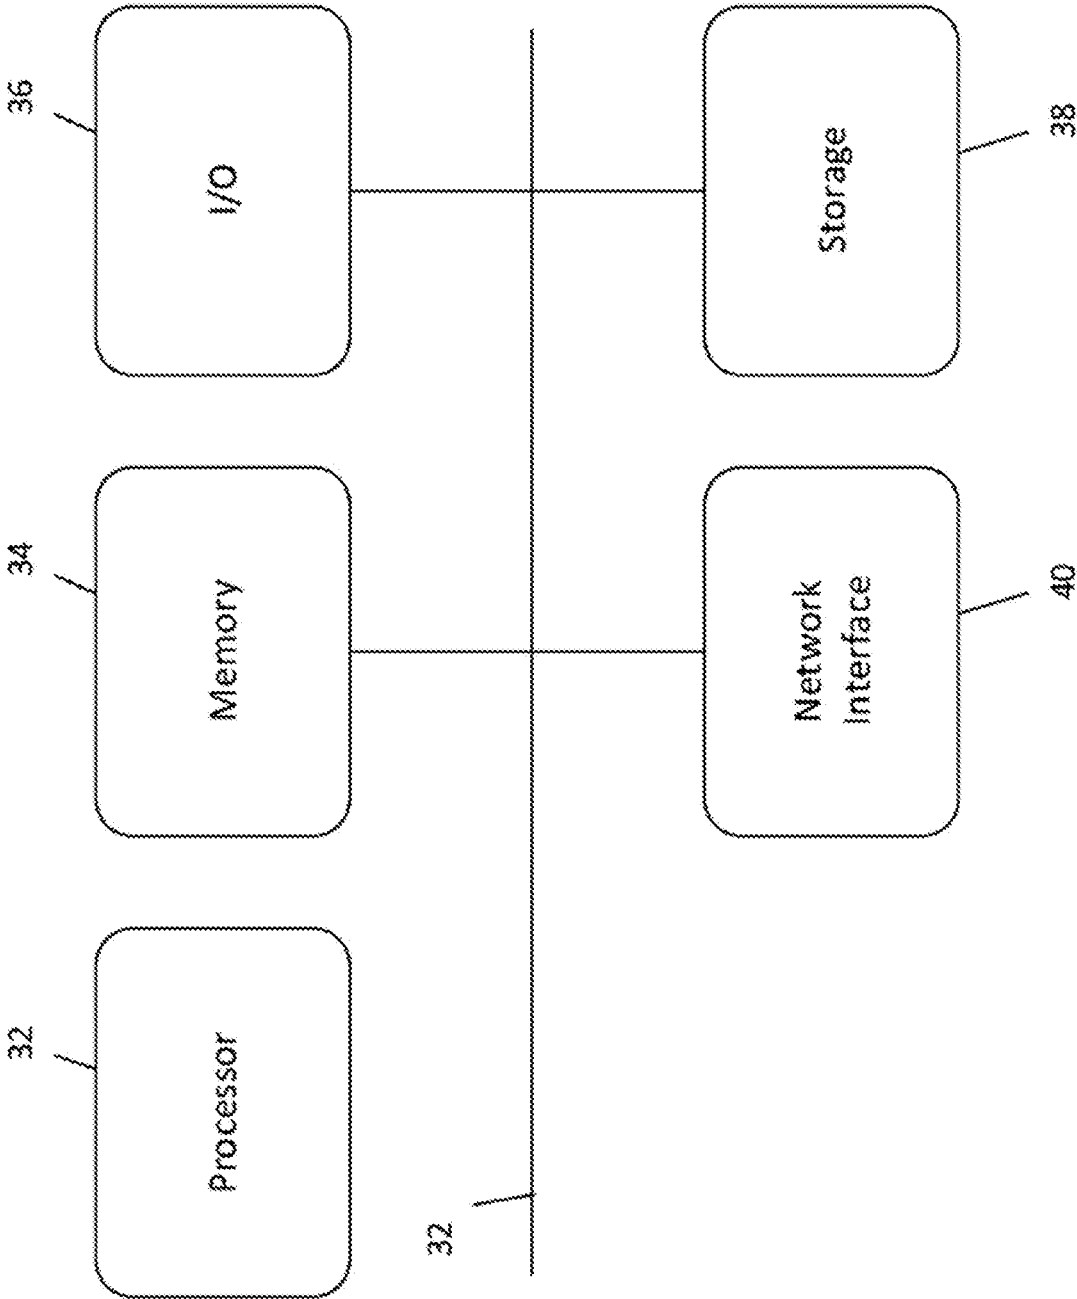 32
34
36
Processor
Memory
I/O
32
Network
Interface
Storage
40
38